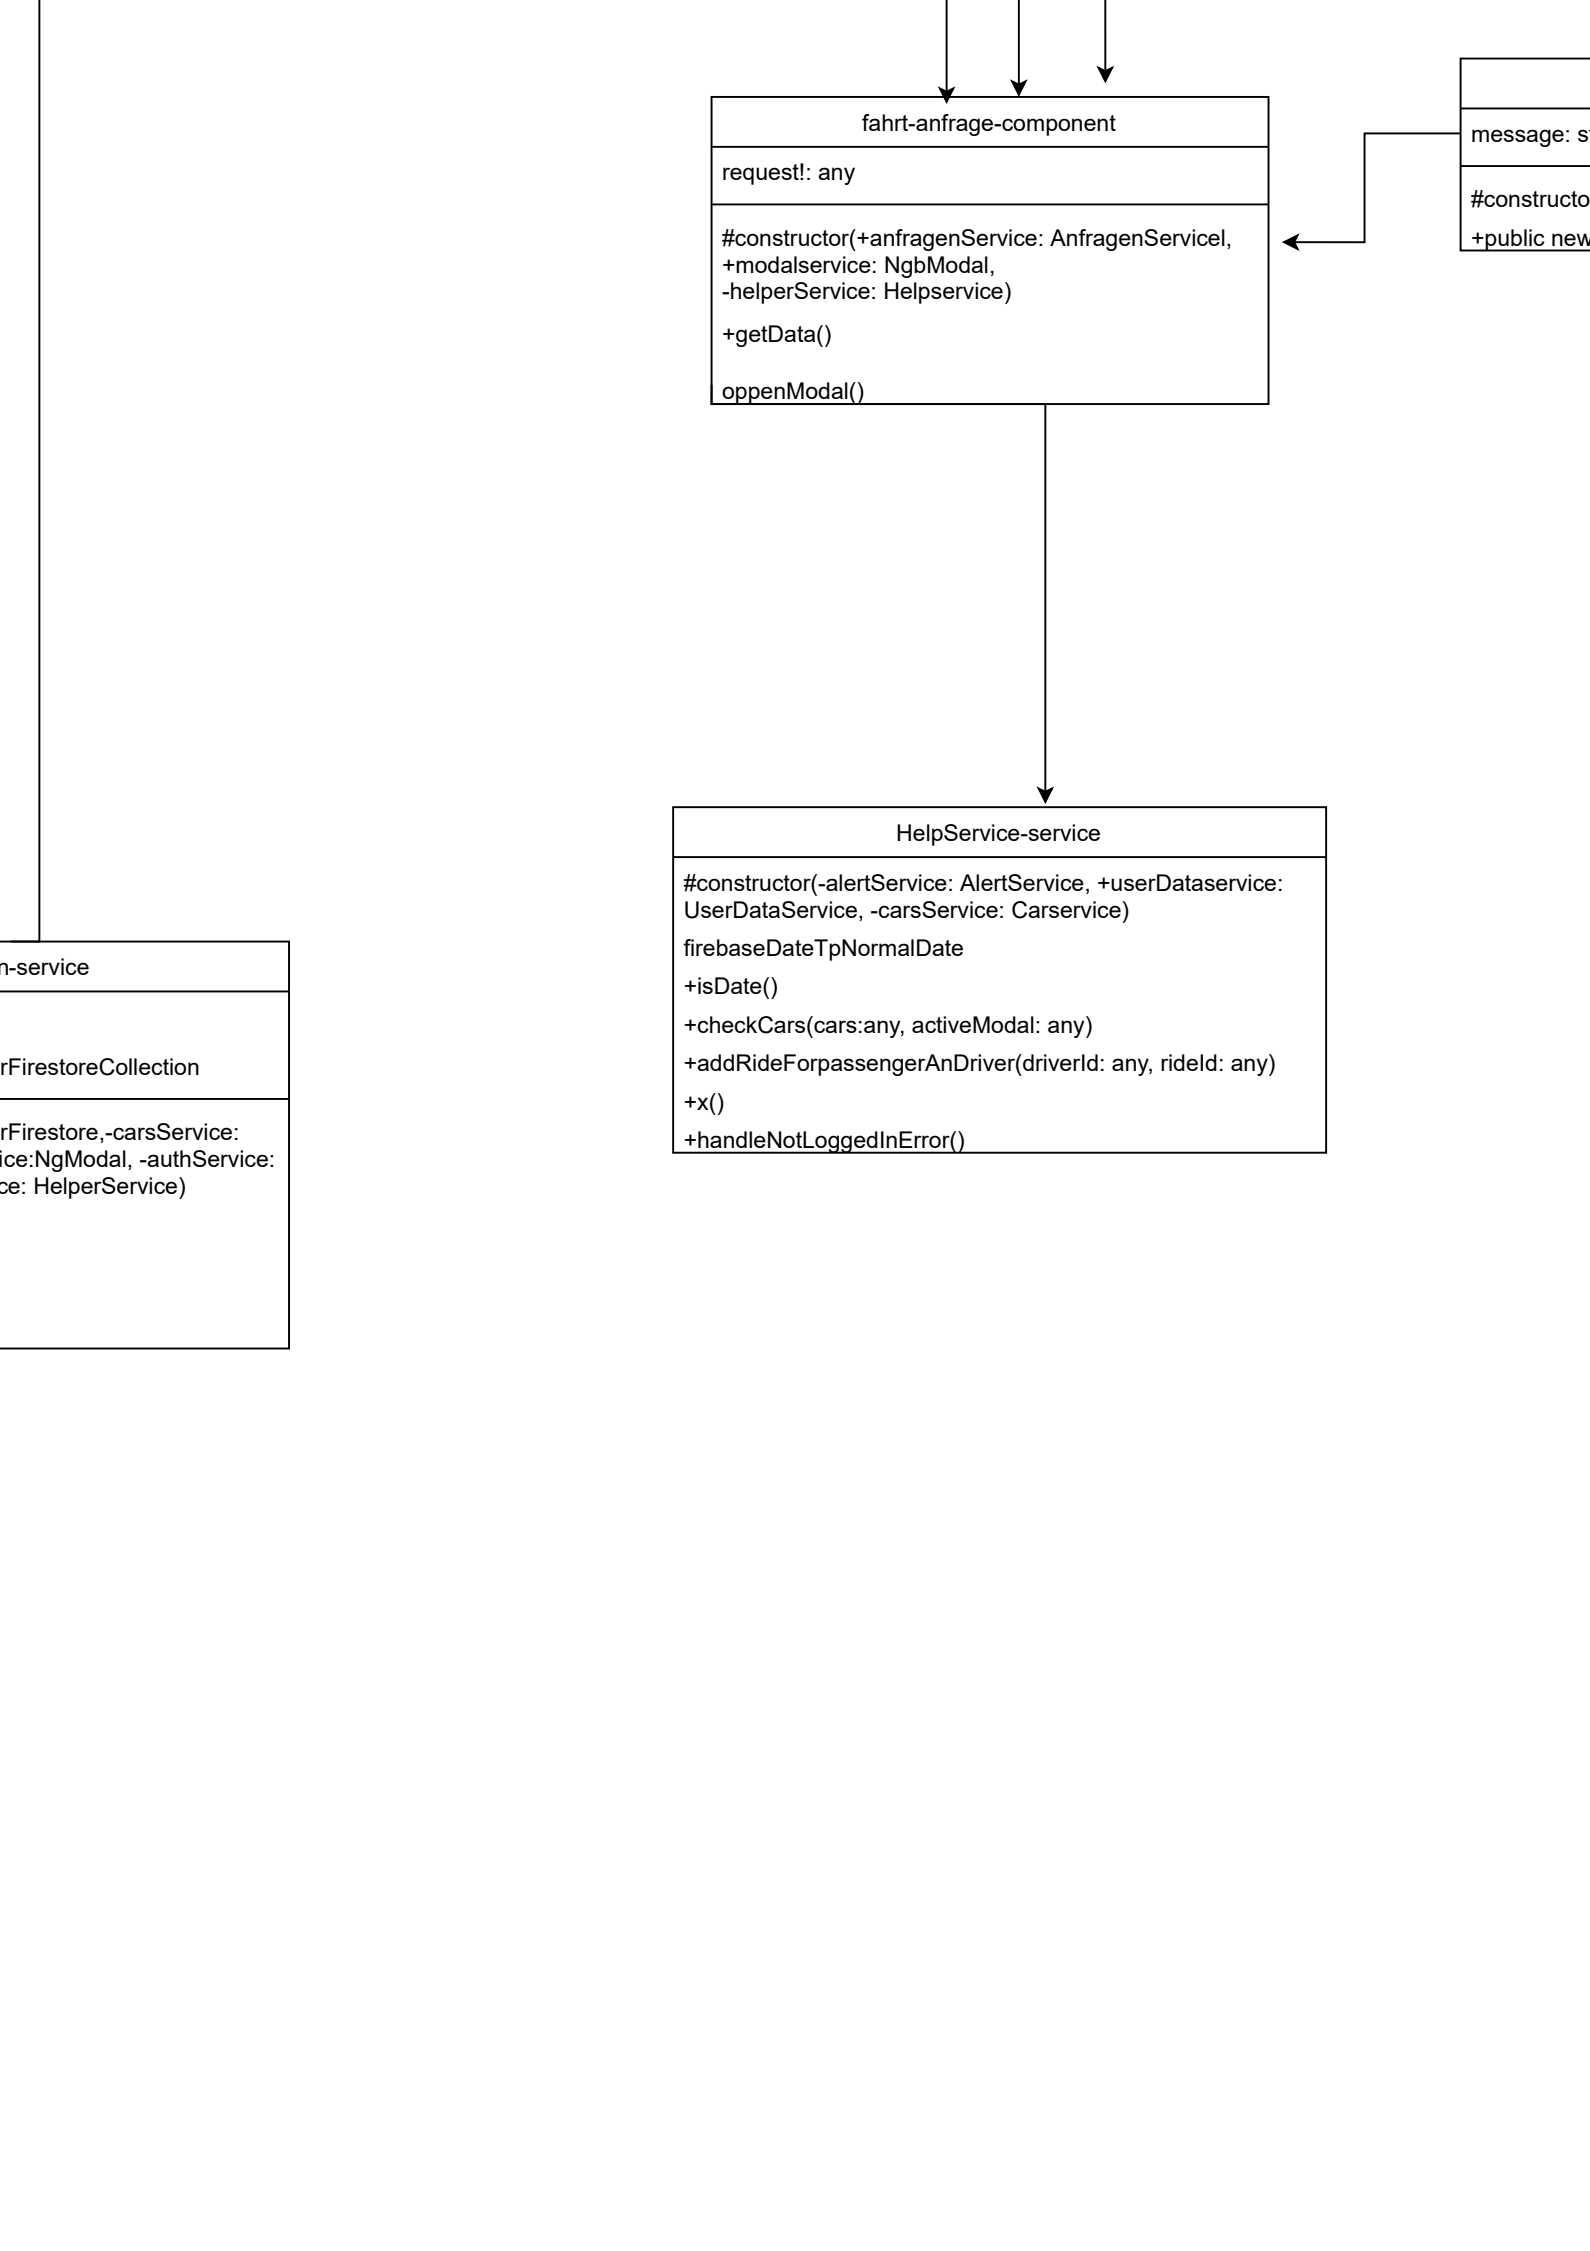 fahrt-anfrage-component
request!: any
#constructor(+anfragenService: AnfragenServicel,
+modalservice: NgbModal,
-helperService: Helpservice)
+getData()
oppenModal()
message: s
#constructo
+public new
HelpService-service
#constructor(-alertService: AlertService, +userDataservice:
UserDataService, -carsService: Carservice)
firebaseDateTpNormalDate
+isDate()
+checkCars(cars:any, activeModal: any)
+addRideForpassengerAnDriver(driverId: any, rideId: any)
+x()
+handleNotLoggedInError()
n-service
rFirestoreCollection
rFirestore,-carsService:
ice:NgModal, -authService:
ce: HelperService)